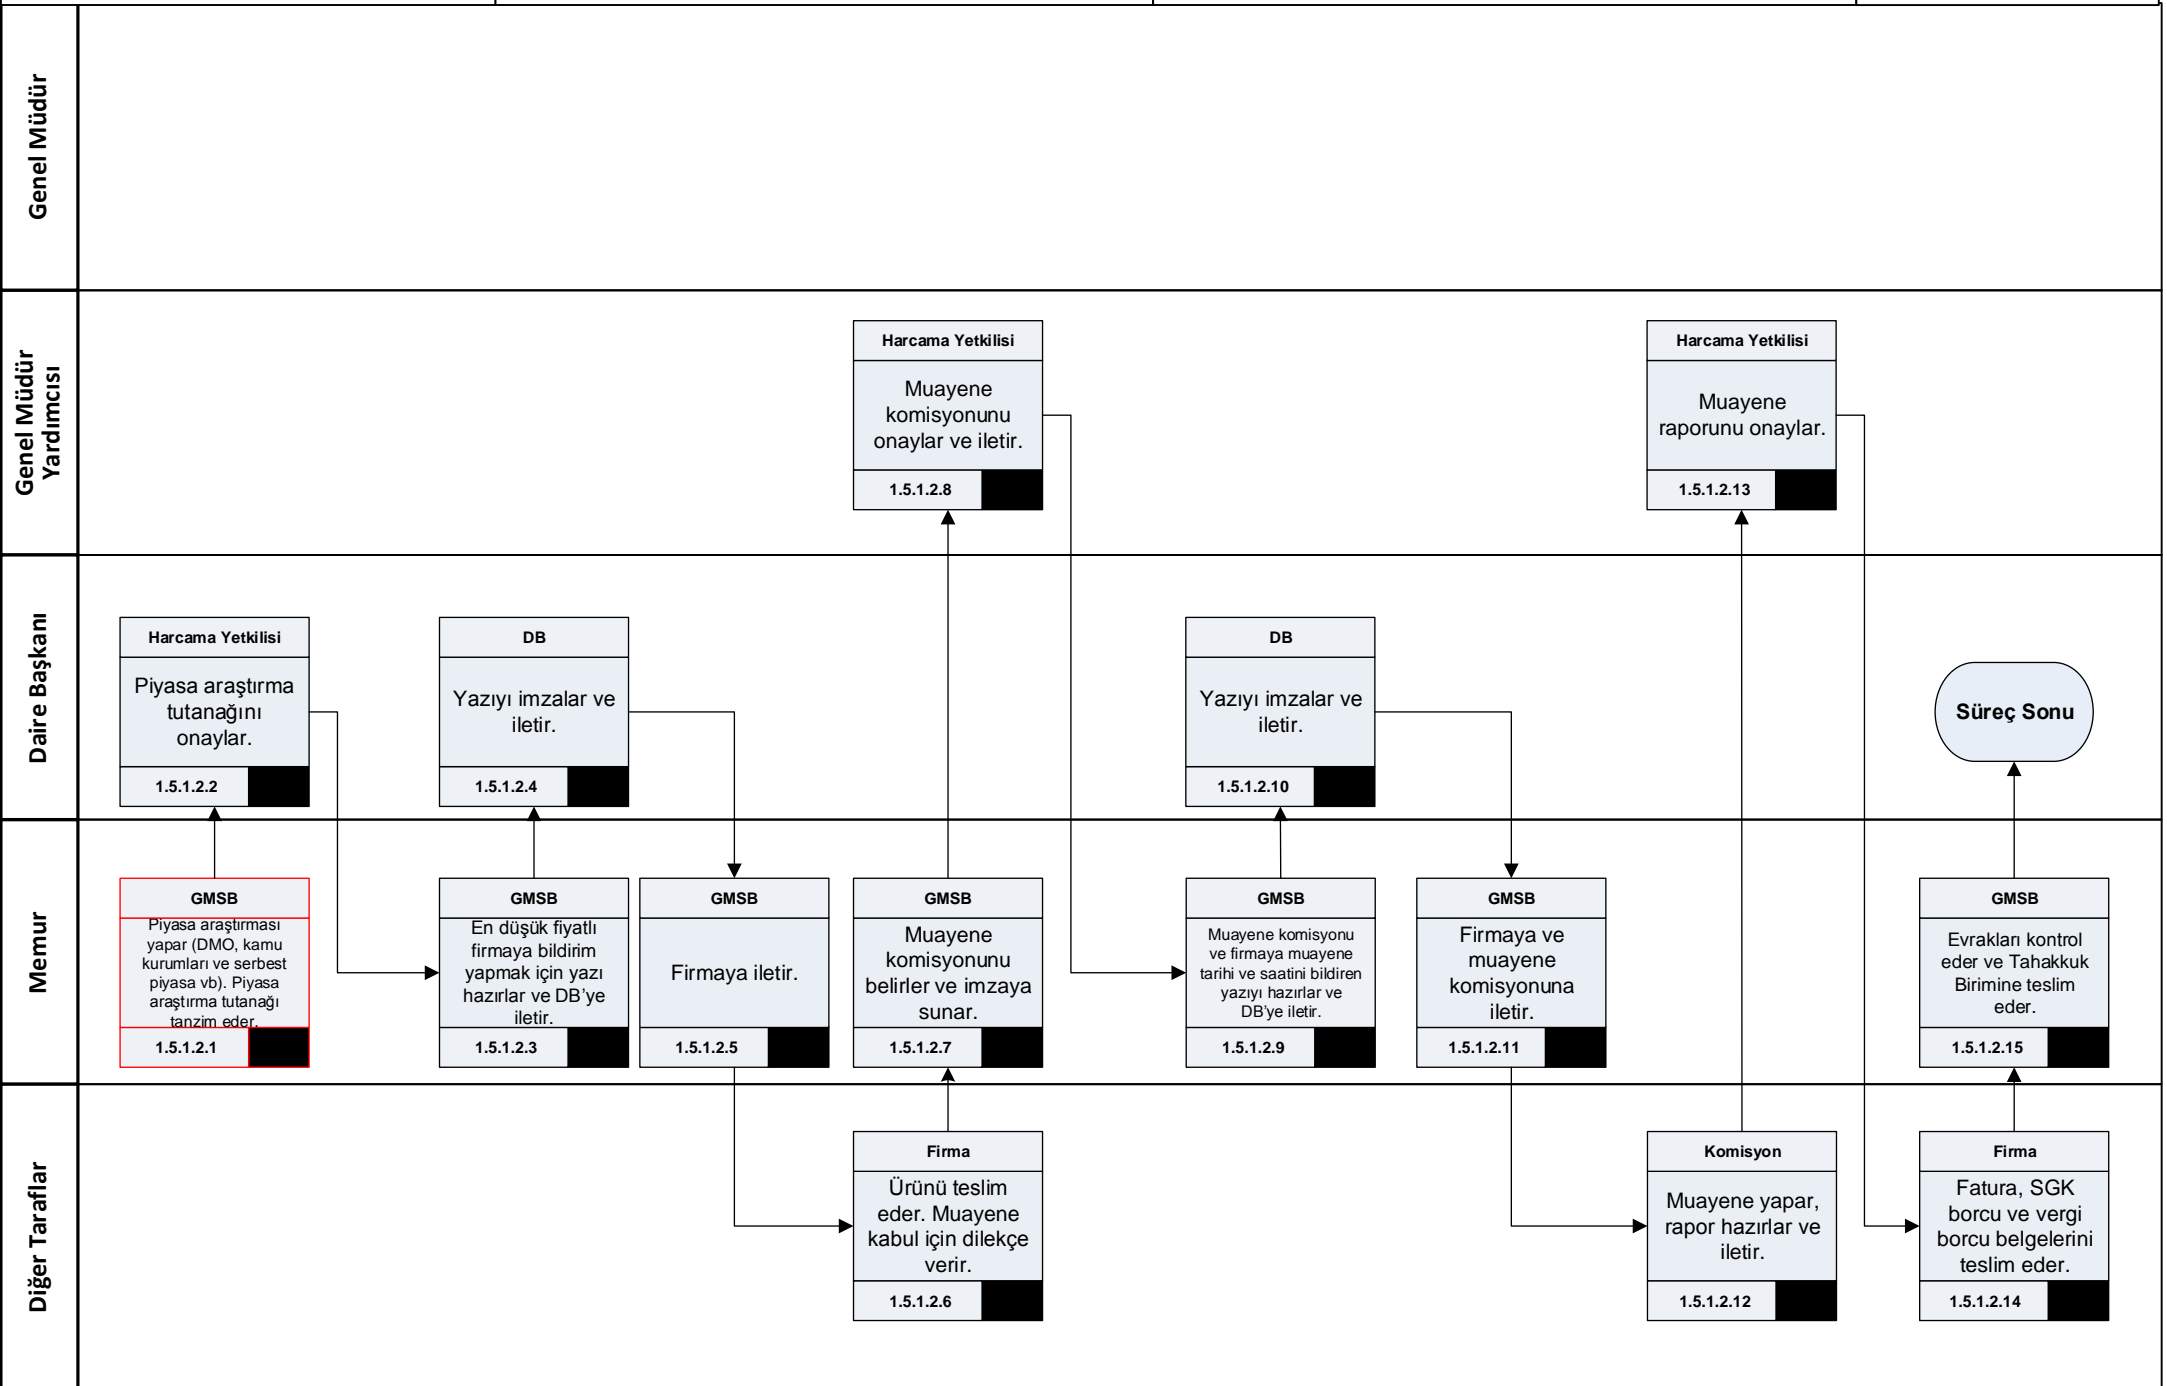 Genel Müdür
Genel Müdür
Yardımcısı
Harcama Yetkilisi
Muayene
komisyonunu
onaylar ve iletir.
1.5.1.2.8
Harcama Yetkilisi
Muayene
raporunu onaylar.
1.5.1.2.13
Daire Başkanı
Harcama Yetkilisi
Piyasa araştırma
tutanağını
onaylar.
1.5.1.2.2
DB
Yazıyı imzalar ve
iletir.
1.5.1.2.4
DB
Yazıyı imzalar ve
iletir.
1.5.1.2.10
Süreç Sonu
Memur
GMSB
Piyasa araştırması
yapar (DMO, kamu
kurumları ve serbest
piyasa vb). Piyasa
araştırma tutanağı
tanzim eder.
1.5.1.2.1
GMSB
En düşük fiyatlı
firmaya bildirim
yapmak için yazı
hazırlar ve DB'ye
iletir.
1.5.1.2.3
GMSB
Firmaya iletir.
1.5.1.2.5
GMSB
Muayene
komisyonunu
belirler ve imzaya
sunar.
1.5.1.2.7
GMSB
Muayene komisyonu
ve firmaya muayene
tarihi ve saatini bildiren
yazıyı hazırlar ve
DB'ye iletir.
1.5.1.2.9
GMSB
Firmaya ve
muayene
komisyonuna
iletir.
1.5.1.2.11
GMSB
Evrakları kontrol
eder ve Tahakkuk
Birimine teslim
eder.
1.5.1.2.15
Diğer Taraflar
Firma
Ürünü teslim
eder. Muayene
kabul için dilekçe
verir.
1.5.1.2.6
Komisyon
Muayene yapar,
rapor hazırlar ve
iletir.
1.5.1.2.12
Firma
Fatura, SGK
borcu ve vergi
borcu belgelerini
teslim eder.
1.5.1.2.14